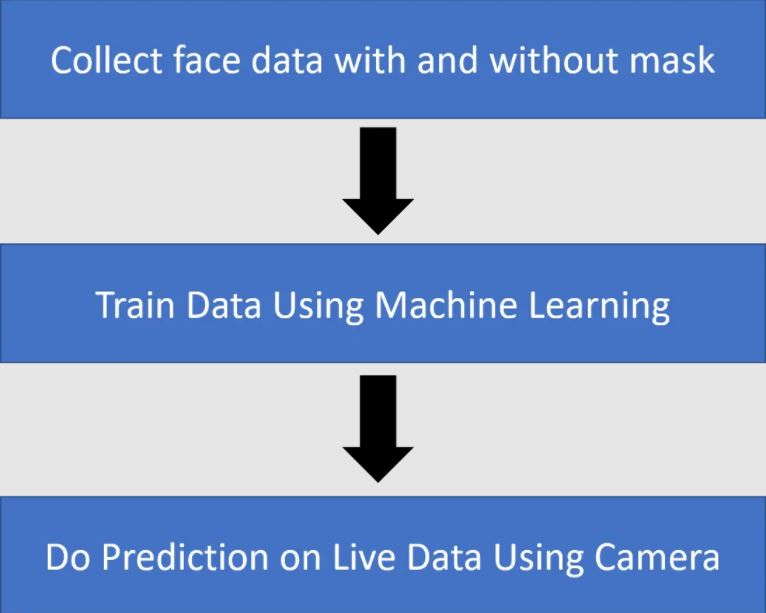 Collect face data with and without mask
Train Data Using Machine Learning
Do Prediction on Live Data Using Camera